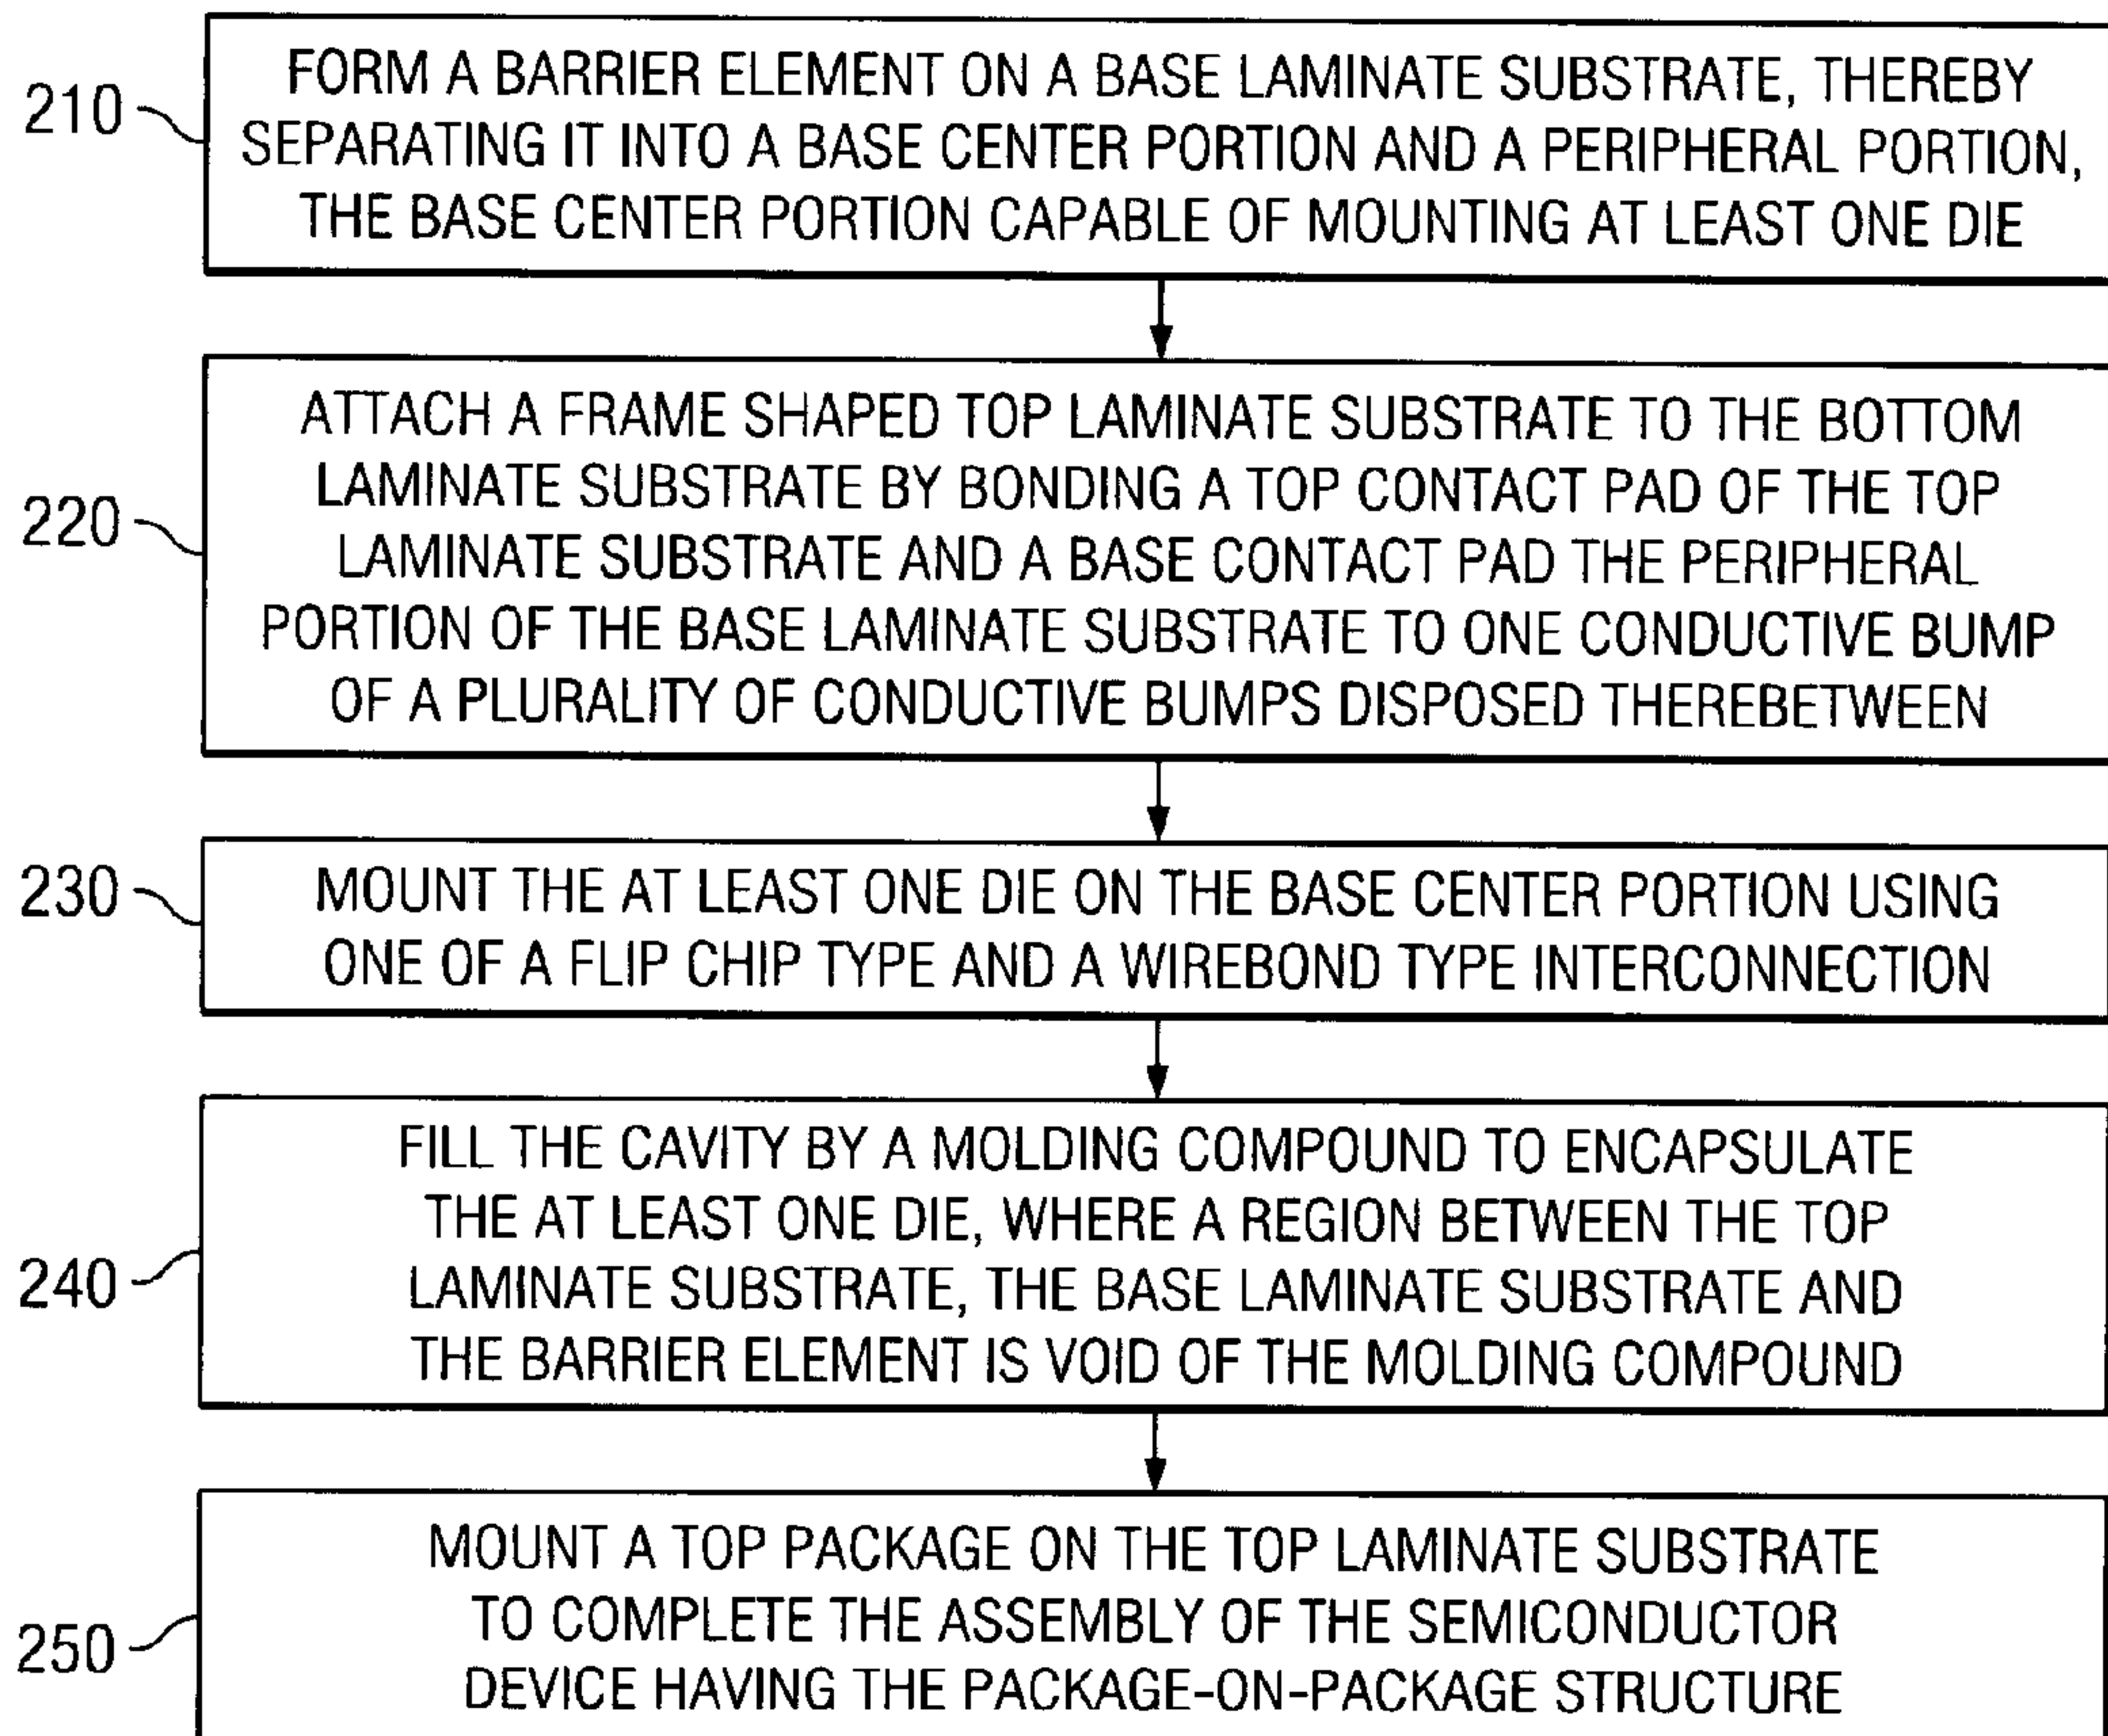 210
FORM A BARRIER ELEMENT ON A BASE LAMINATE SUBSTRATE, THEREBY
SEPARATING IT INTO A BASE CENTER PORTION AND A PERIPHERAL PORTION,
THE BASE CENTER PORTION CAPABLE OF MOUNTING AT LEAST ONE DIE
220
ATTACH A FRAME SHAPED TOP LAMINATE SUBSTRATE TO THE BOTTOM
LAMINATE SUBSTRATE BY BONDING A TOP CONTACT PAD OF THE TOP
LAMINATE SUBSTRATE AND A BASE CONTACT PAD THE PERIPHERAL
PORTION OF THE BASE LAMINATE SUBSTRATE TO ONE CONDUCTIVE BUMP
OF A PLURALITY OF CONDUCTIVE BUMPS DISPOSED THEREBETWEEN
230
MOUNT THE AT LEAST ONE DIE ON THE BASE CENTER PORTION USING
ONE OF A FLIP CHIP TYPE AND A WIREBOND TYPE INTERCONNECTION
240
FILL THE CAVITY BY A MOLDING COMPOUND TO ENCAPSULATE
THE AT LEAST ONE DIE, WHERE A REGION BETWEEN THE TOP
LAMINATE SUBSTRATE, THE BASE LAMINATE SUBSTRATE AND
THE BARRIER ELEMENT IS VOID OF THE MOLDING COMPOUND
250
MOUNT A TOP PACKAGE ON THE TOP LAMINATE SUBSTRATE
TO COMPLETE THE ASSEMBLY OF THE SEMICONDUCTOR
DEVICE HAVING THE PACKAGE-ON-PACKAGE STRUCTURE